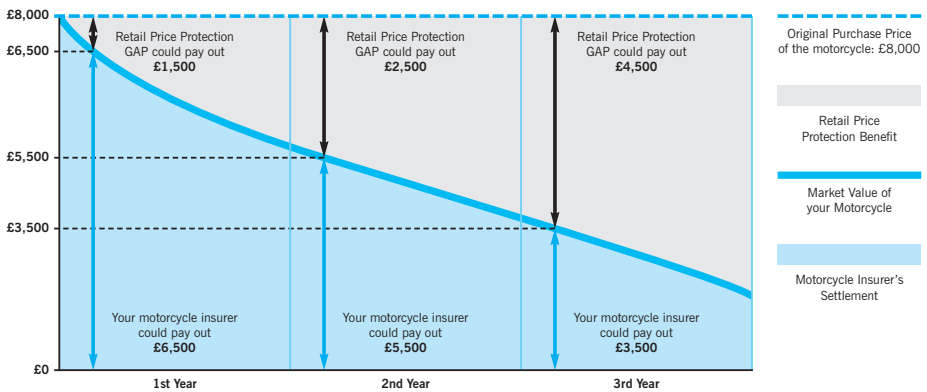 £8,000
£6,500
£5,500
£3,500
£0
Retail Price Protection
GAP could pay out
£1,500
Retail Price Protection
GAP could pay out
£2,500
Retail Price Protection
GAP could pay out
£4,500
Your motorcycle insurer
could pay out
£6,500
Your motorcycle insurer
could pay out
£5,500
Your motorcycle insurer
could pay out
£3,500
1st Year
2nd Year
3rd Year
Original Purchase Price
of the motorcycle: £8,000
Retail Price
Protection Benefit
Market Value of
your Motorcycle
Motorcycle Insurer’s
Settlement